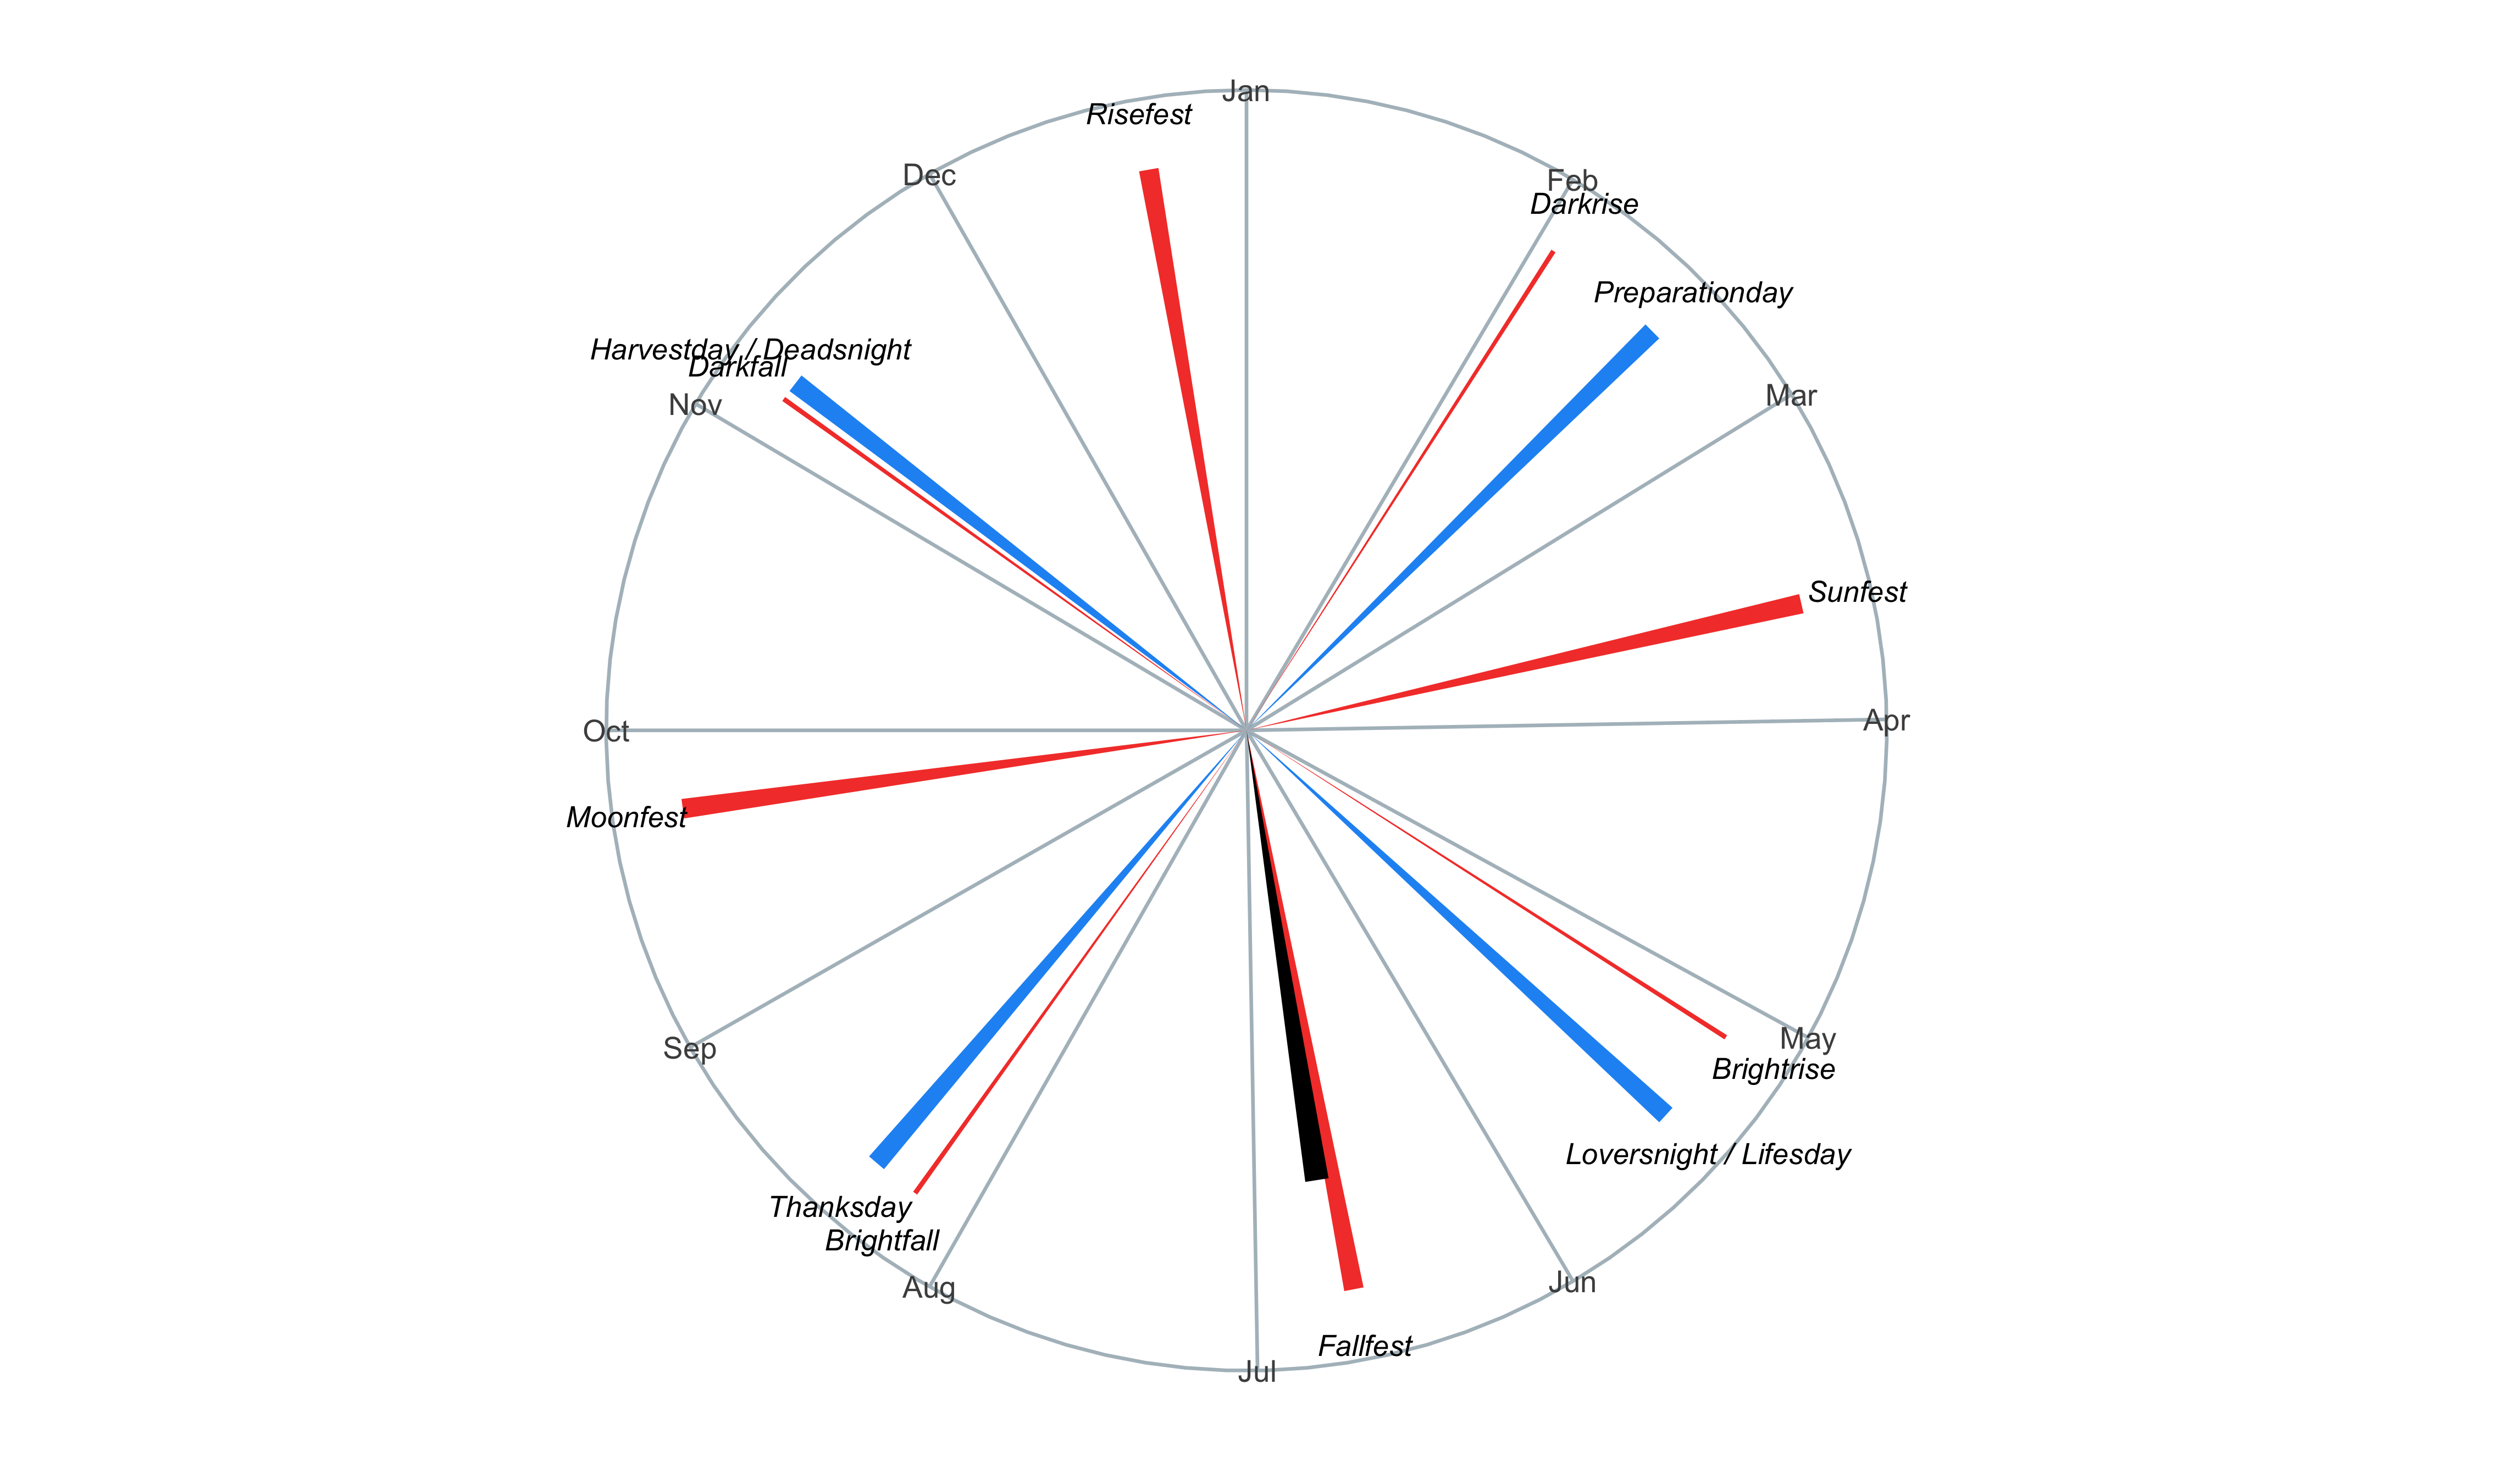 Jan
Risefest
Dec
Feb
Darkrise
Preparationday
Harvestday / Deadsnight
Darkfall
Nov
Mar
Sunfest
Oct
Apr
Moonfest
Sep
May
Brightrise
Loversnight / Lifesday
Thanksday
Brightfall
Aug
Jun
Fallfest
Jul